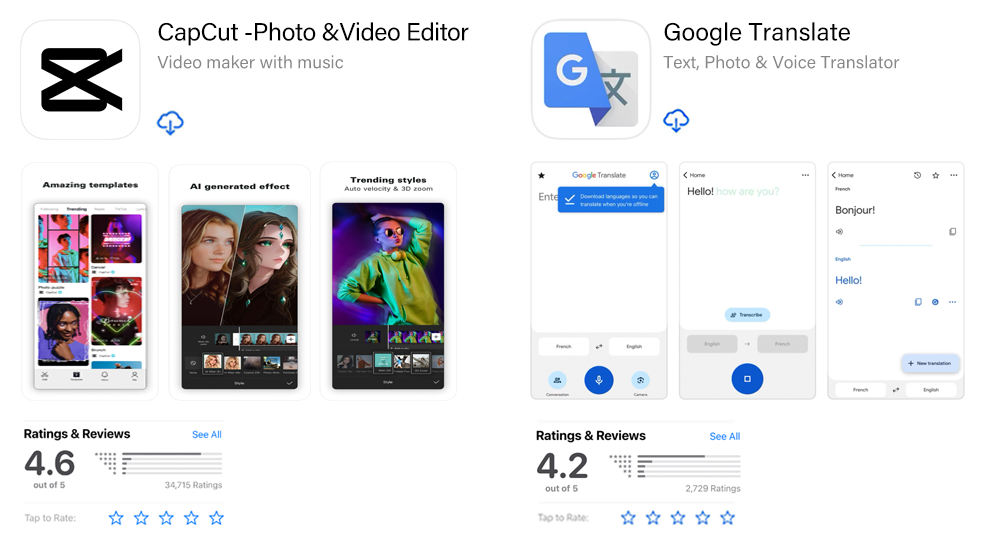 CapCut -Photo &Video Editor
Video maker with music
Amazing templates
Trending
AI generated effect
Style
Trending styles
Auto velocity & 3D zoom
Style
Ratings & Reviews
See All
4.6
out of 5
34,715 Ratings
Tap to Rate:
Google Translate
Text, Photo & Voice Translator
G
文
Google Translate
Ente
Download languages so you can
translate when you're offline
French
English
Conversation
Camera
Home
Hello! how are you?
Transcribe
English
French
Home
French
Bonjour!
English
Hello!
G
+ New translation
French
English
Ratings & Reviews
See All
4.2
out of 5
2,729 Ratings
Tap to Rate: